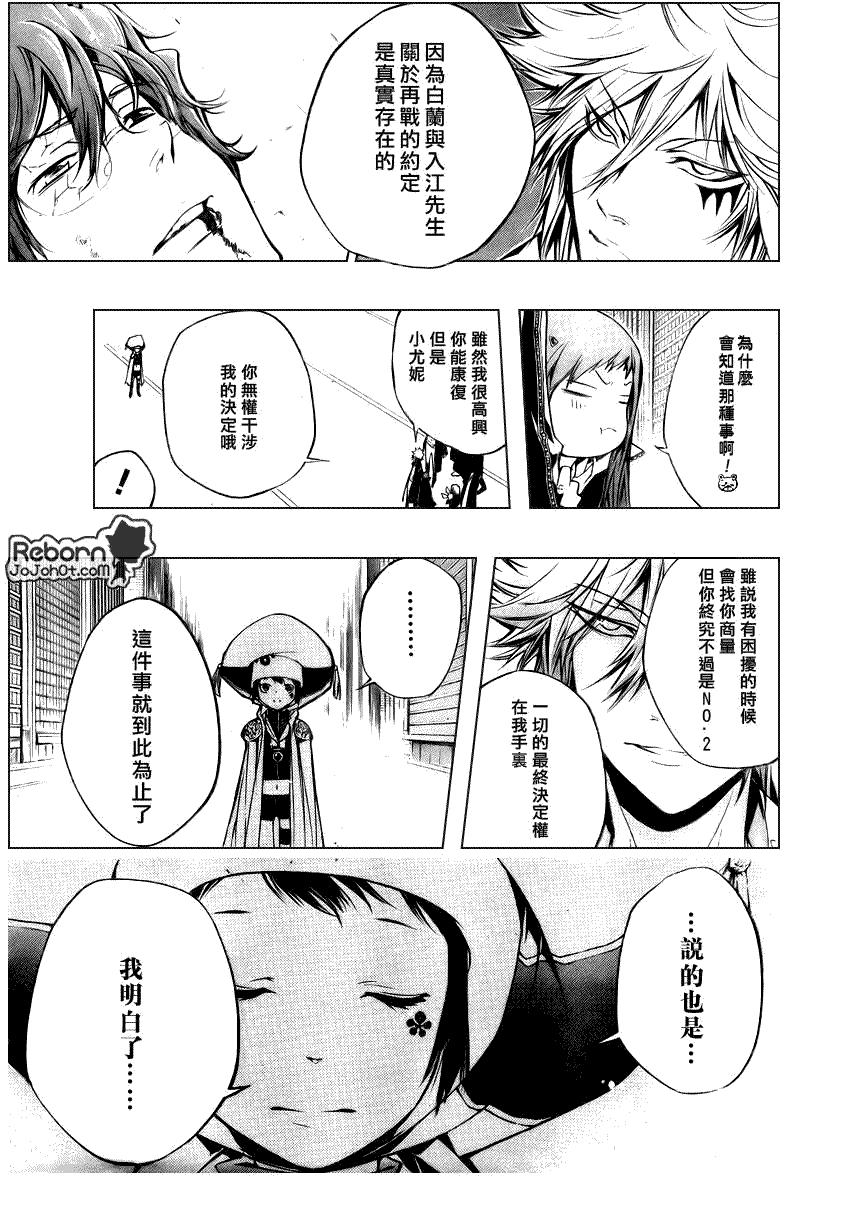 因為白蘭與入江先生
關於再戰的約定
是真實存在的
為什麼
會知道那種事啊!
雖然我很高興
你能康復
但是
小尤妮
你無權干涉
我的決定哦
!
雖説我有困擾的時候
會找你商量
但你終究不過是NO.2
一切的最終決定權
在我手裏
………
這件事就到此為止了
…説的也是…
我明白了……
Reborn
JoJoHOt.coM